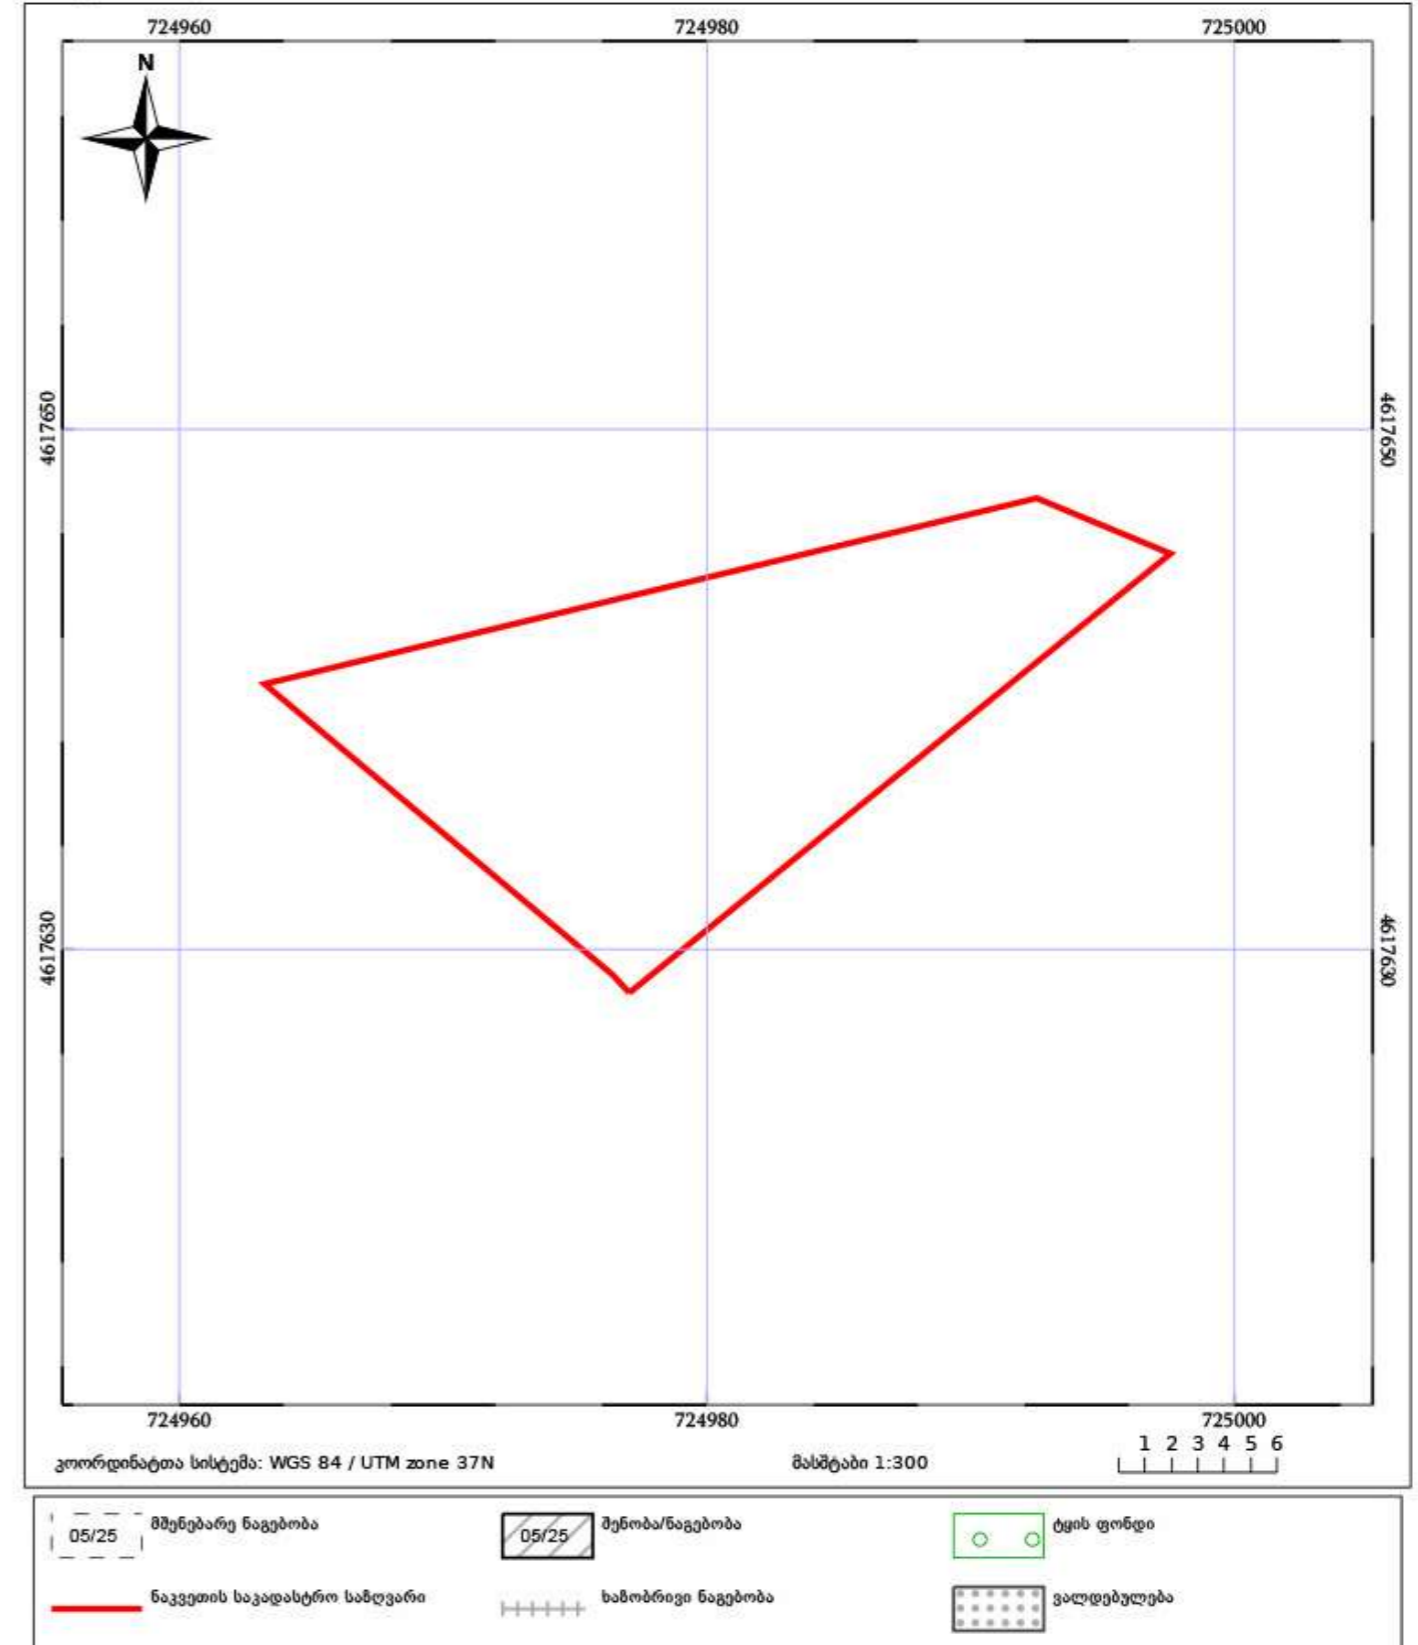 724960 724980 725000
N
4617650 4617650
4617630 4617630
724960 724980 725000
კოორდინატთა სისტემა: WGS 84 / UTM zone 37N მასშტაბი 1:300 1 2 3 4 5 6
05/25 მშენებარე ნაგებობა 05/25 შენობა/ნაგებობა ტყის ფონდი
ნაკვეთის საკადასტრო საზღვარი ხაზობრივი ნაგებობა ვალდებულება